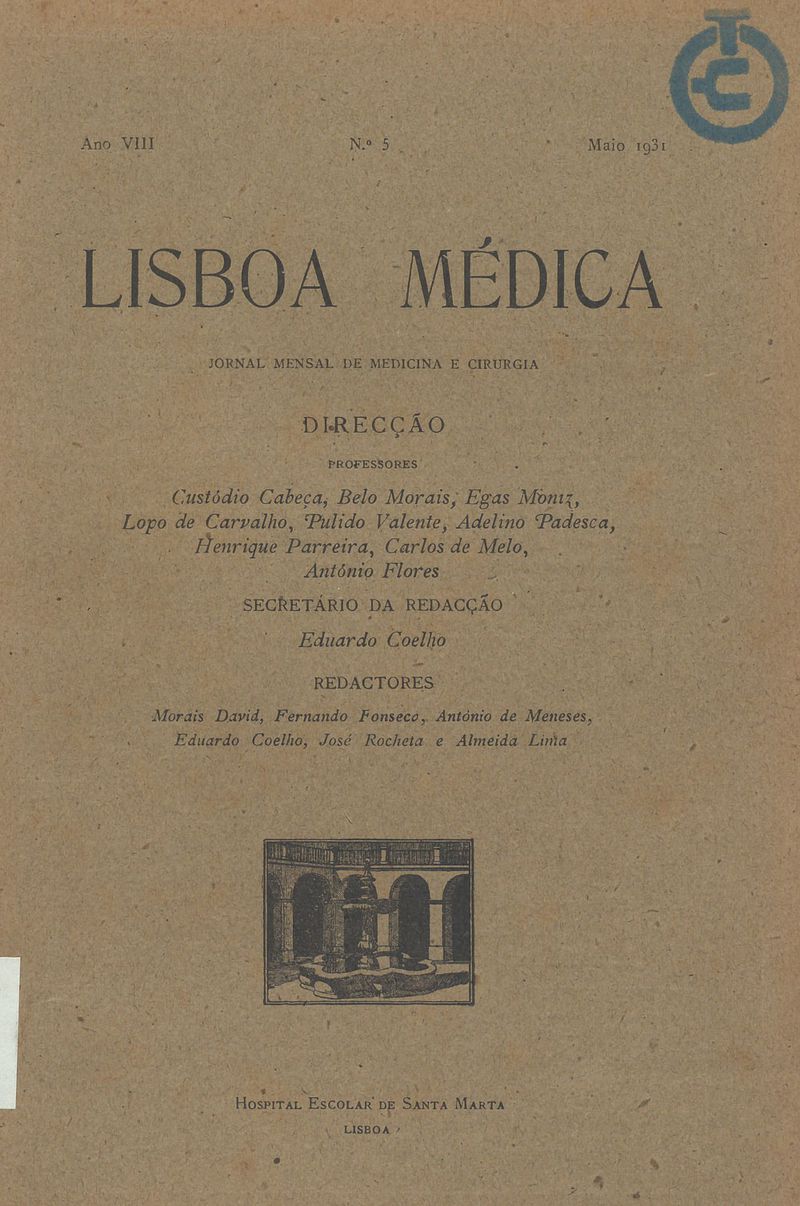 Ano VIII N.º 5 Maio 1931
LISBOA MÉDICA
JORNAL MENSAL DE MEDICINA E CIRURGIA
DIRECÇÃO
PROFESSORES
Custódio Cabeça, Belo Morais, Egas Moniz,
Lopo de Carvalho, Pulido Valente, Adelino Padesca,
Henrique Parreira, Carlos de Melo,
António Flores
SECRETÁRIO DA REDACÇÃO
Eduardo Coelho
REDACTORES
Morais David, Fernando Fonseca, António de Meneses,
Eduardo Coelho, José Rocheta e Almeida Lima
HOSPITAL ESCOLAR DE SANTA MARTA
LISBOA